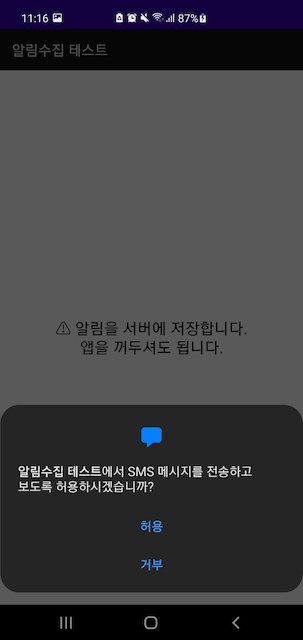 11:16 87%
알림수집 테스트
⚠ 알림을 서버에 저장합니다.
앱을 꺼두셔도 됩니다.
알림수집 테스트에서 SMS 메시지를 전송하고
보도록 허용하시겠습니까?
허용
거부